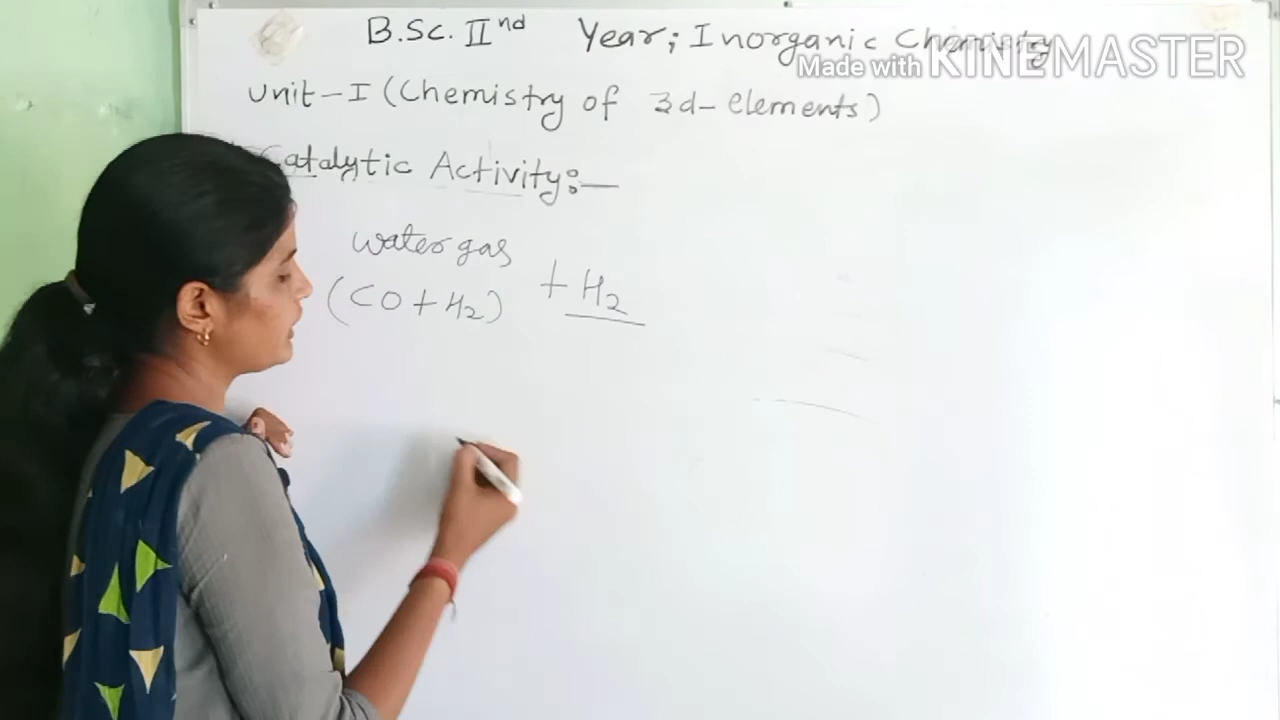 B.Sc. IInd Year; Inorganic Chemistry
Made with KINEMASTER
Unit-I (Chemistry of 3d-elements)
Catalytic Activity:—
Water gas
(CO + H2) + H2